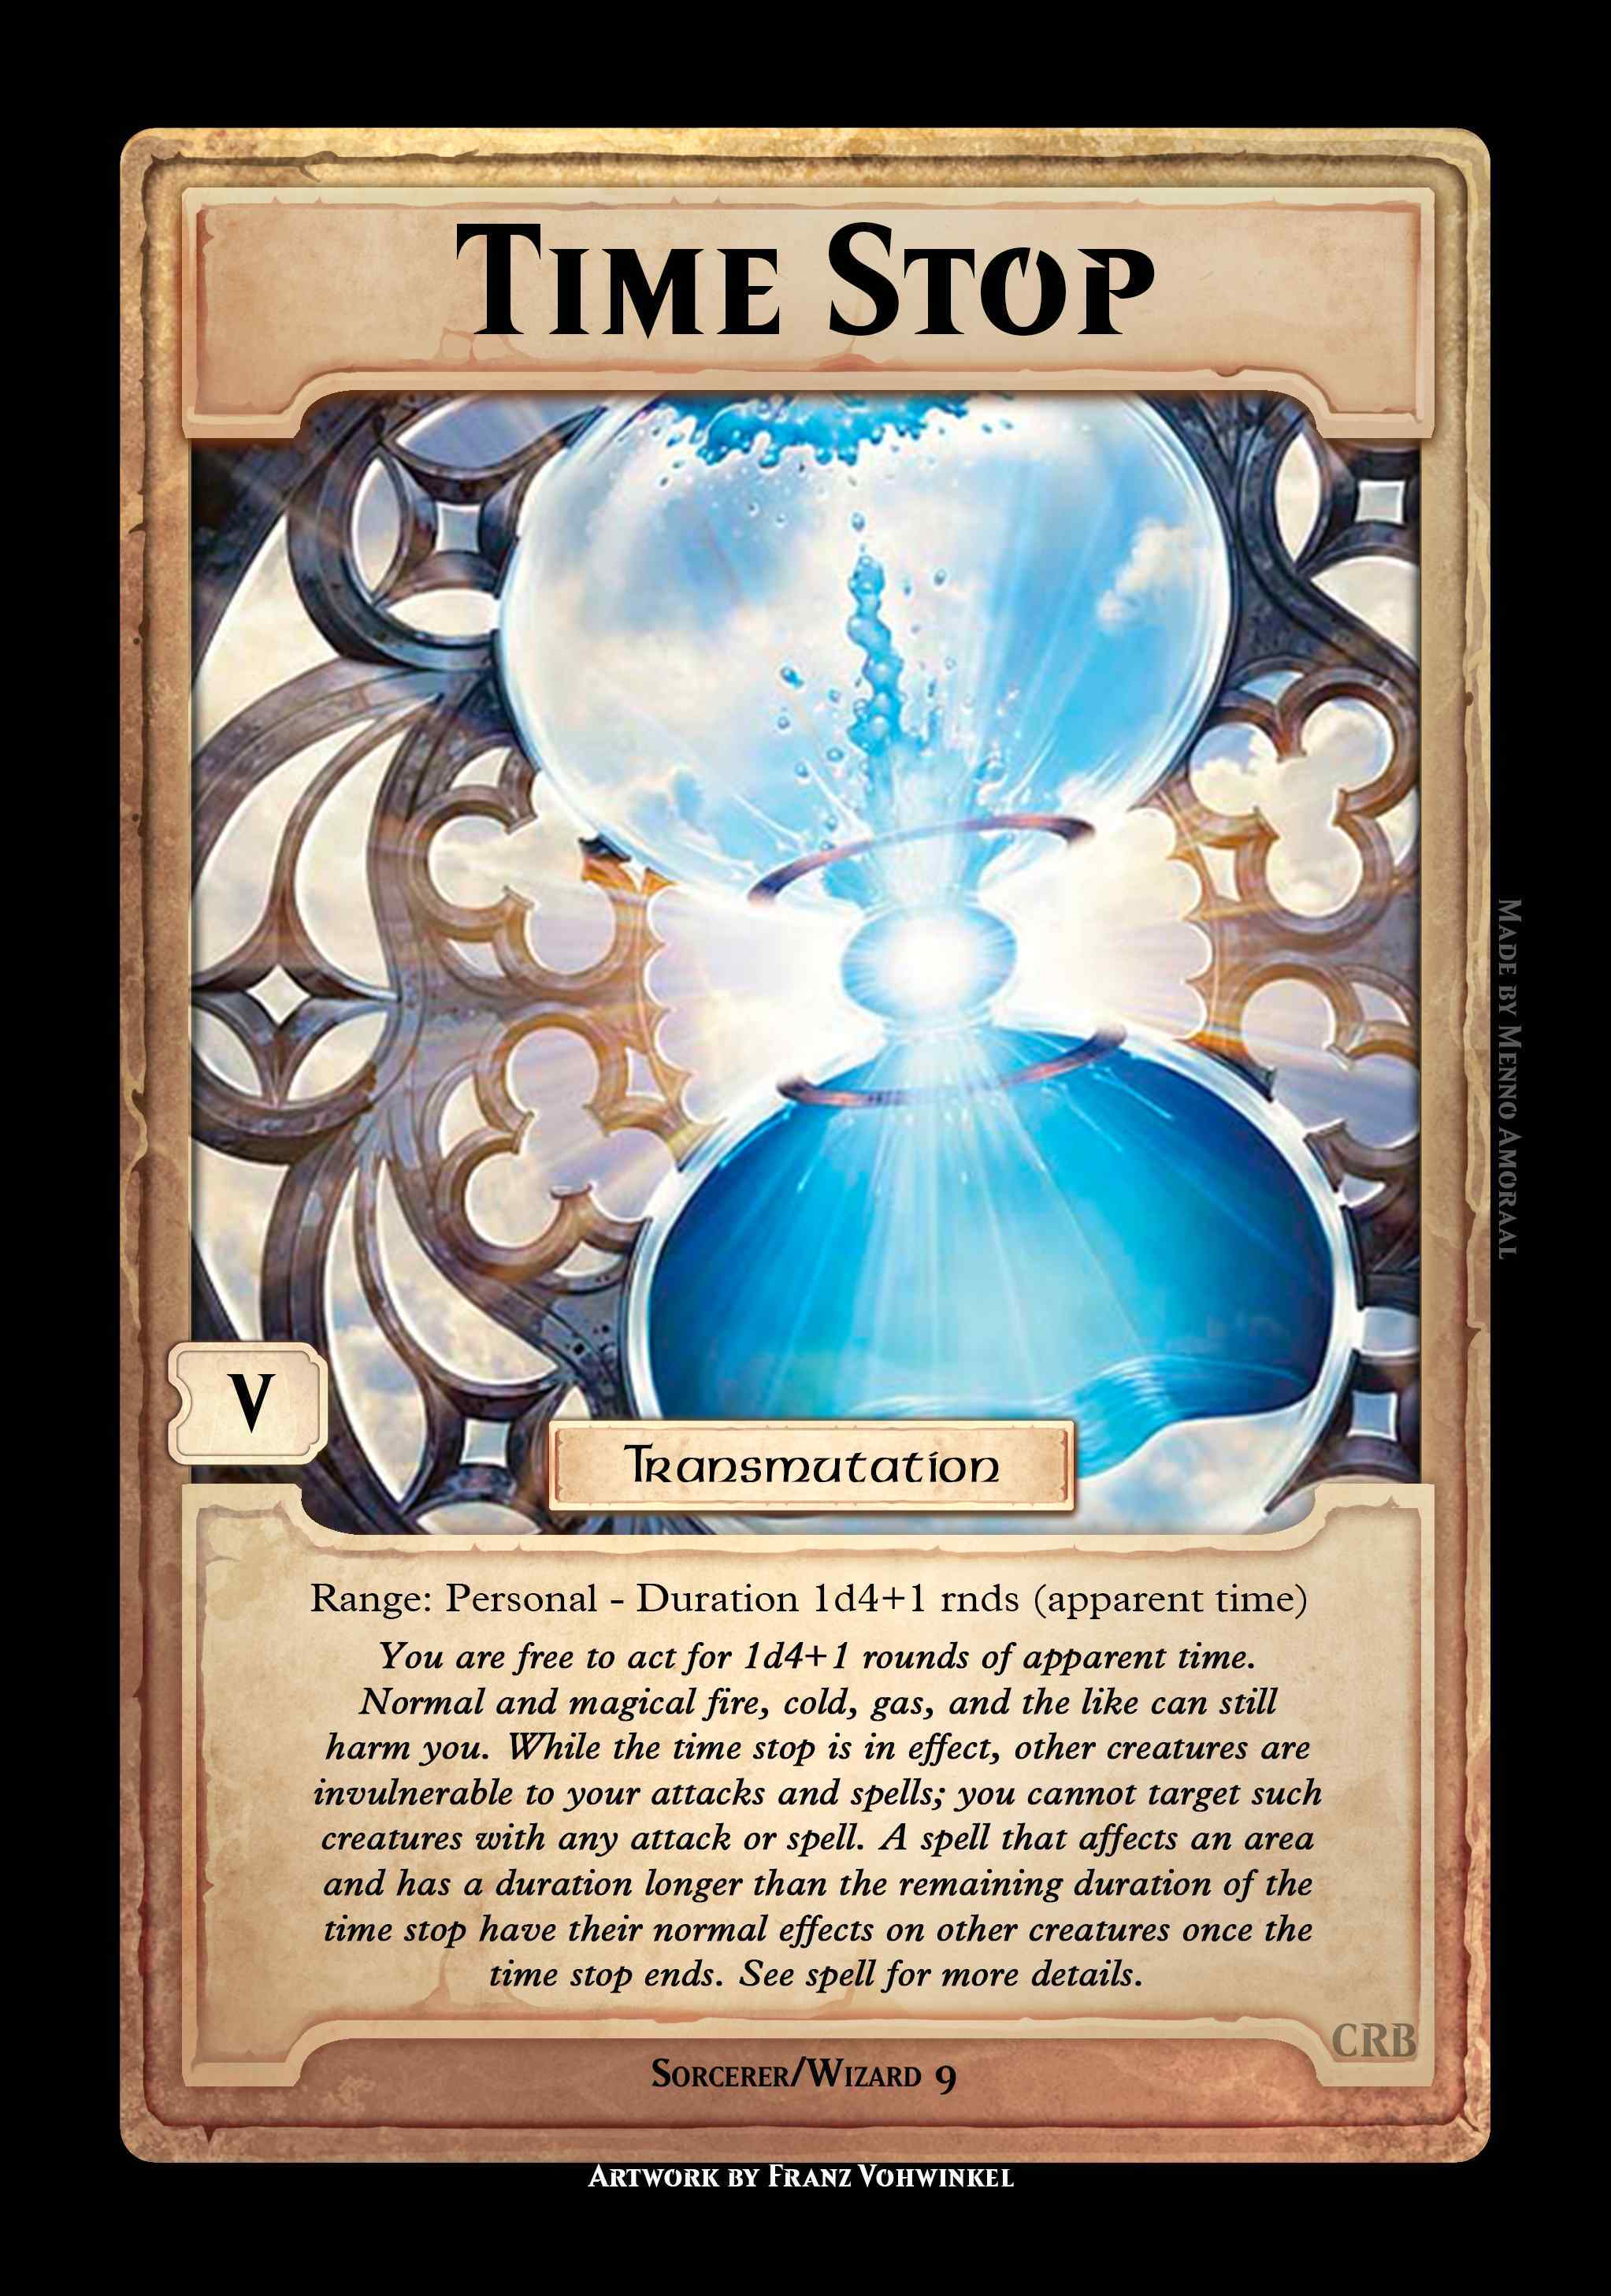 Time Stop
Made by Menno Amoraal
V
Transmutation
Range: Personal - Duration 1d4+1 rnds (apparent time)
You are free to act for 1d4+1 rounds of apparent time.
Normal and magical fire, cold, gas, and the like can still
harm you. While the time stop is in effect, other creatures are
invulnerable to your attacks and spells; you cannot target such
creatures with any attack or spell. A spell that affects an area
and has a duration longer than the remaining duration of the
time stop have their normal effects on other creatures once the
time stop ends. See spell for more details.
CRB
Sorcerer/Wizard 9
Artwork by Franz Vohwinkel